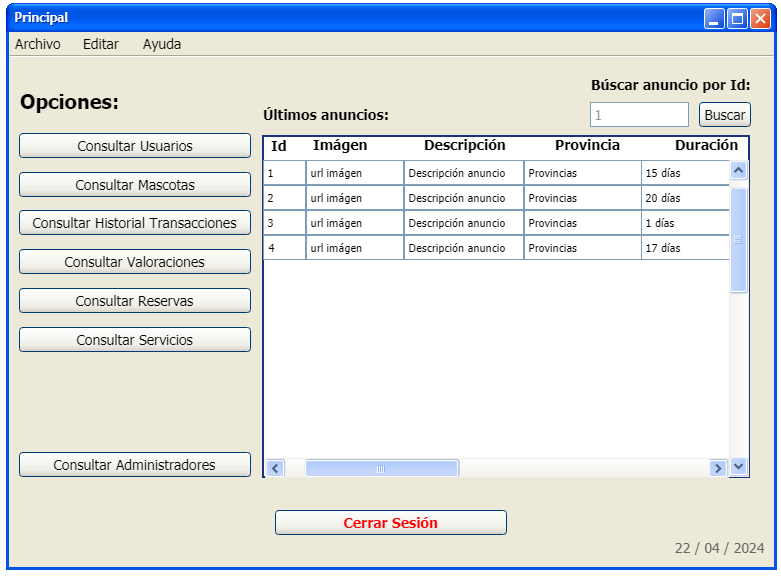 Principal
Archivo Editar Ayuda
Opciones:
Búscar anuncio por Id:
Últimos anuncios:
1 Buscar
Consultar Usuarios
Consultar Mascotas
Consultar Historial Transacciones
Consultar Valoraciones
Consultar Reservas
Consultar Servicios
Consultar Administradores
Id Imágen Descripción Provincia Duración
1 url imágen Descripción anuncio Provincias 15 días
2 url imágen Descripción anuncio Provincias 20 días
3 url imágen Descripción anuncio Provincias 1 días
4 url imágen Descripción anuncio Provincias 17 días
Cerrar Sesión
22 / 04 / 2024